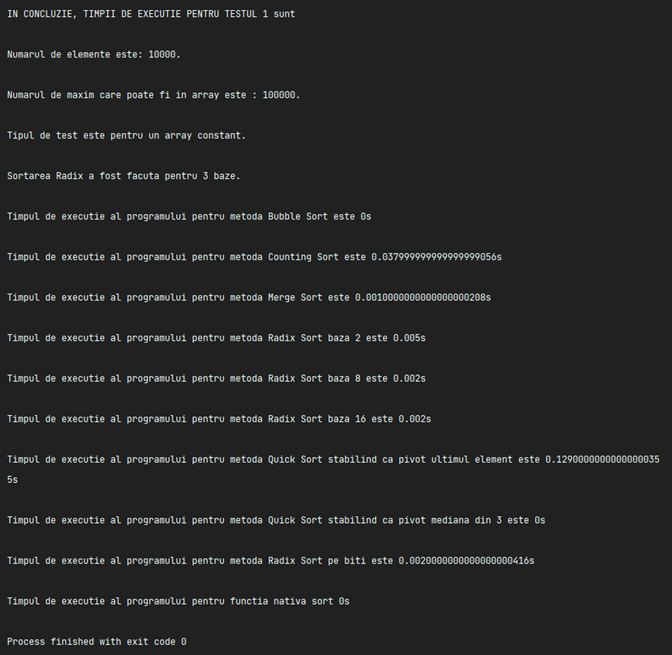 IN CONCLUZIE, TIMPII DE EXECUTIE PENTRU TESTUL 1 sunt
Numarul de elemente este: 10000.
Numarul de maxim care poate fi in array este : 100000.
Tipul de test este pentru un array constant.
Sortarea Radix a fost facuta pentru 3 baze.
Timpul de executie al programului pentru metoda Bubble Sort este 0s
Timpul de executie al programului pentru metoda Counting Sort este 0.037999999999999999056s
Timpul de executie al programului pentru metoda Merge Sort este 0.0010000000000000000208s
Timpul de executie al programului pentru metoda Radix Sort baza 2 este 0.005s
Timpul de executie al programului pentru metoda Radix Sort baza 8 este 0.002s
Timpul de executie al programului pentru metoda Radix Sort baza 16 este 0.002s
Timpul de executie al programului pentru metoda Quick Sort stabilind ca pivot ultimul element este 0.1290000000000000035
5s
Timpul de executie al programului pentru metoda Quick Sort stabilind ca pivot mediana din 3 este 0s
Timpul de executie al programului pentru metoda Radix Sort pe biti este 0.0020000000000000000416s
Timpul de executie al programului pentru functia nativa sort 0s
Process finished with exit code 0